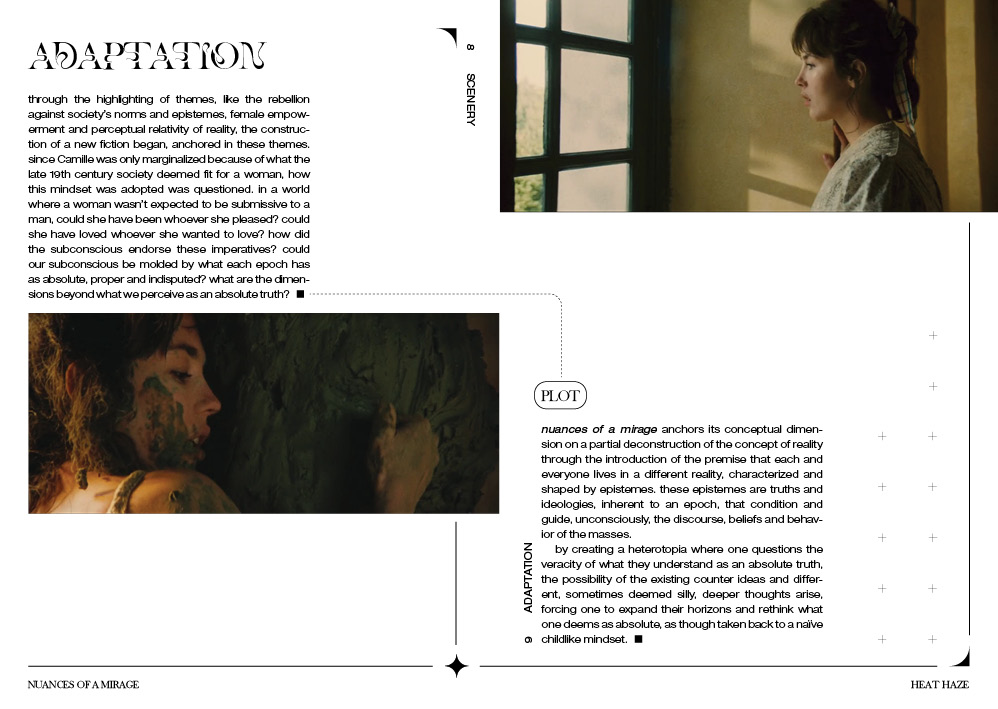 ADAPTATION
through the highlighting of themes, like the rebellion
against society's norms and epistemes, female empow-
erment and perceptual relativity of reality, the construc-
tion of a new fiction began, anchored in these themes.
since Camille was only marginalized because of what the
late 19th century society deemed fit for a woman, how
this mindset was adopted was questioned. in a world
where a woman wasn't expected to be submissive to a
man, could she have been whoever she pleased? could
she have loved whoever she wanted to love? how did
the subconscious endorse these imperatives? could
our subconscious be molded by what each epoch has
as absolute, proper and indisputed? what are the dimen-
sions beyond what we perceive as an absolute truth? ■
8 SCENERY
PLOT
nuances of a mirage anchors its conceptual dimen-
sion on a partial deconstruction of the concept of reality
through the introduction of the premise that each and
everyone lives in a different reality, characterized and
shaped by epistemes. these epistemes are truths and
ideologies, inherent to an epoch, that condition and
guide, unconsciously, the discourse, beliefs and behav-
ior of the masses.
by creating a heterotopia where one questions the
veracity of what they understand as an absolute truth,
the possibility of the existing counter ideas and differ-
ent, sometimes deemed silly, deeper thoughts arise,
forcing one to expand their horizons and rethink what
one deems as absolute, as though taken back to a naïve
childlike mindset. ■
9 ADAPTATION
NUANCES OF A MIRAGE
HEAT HAZE